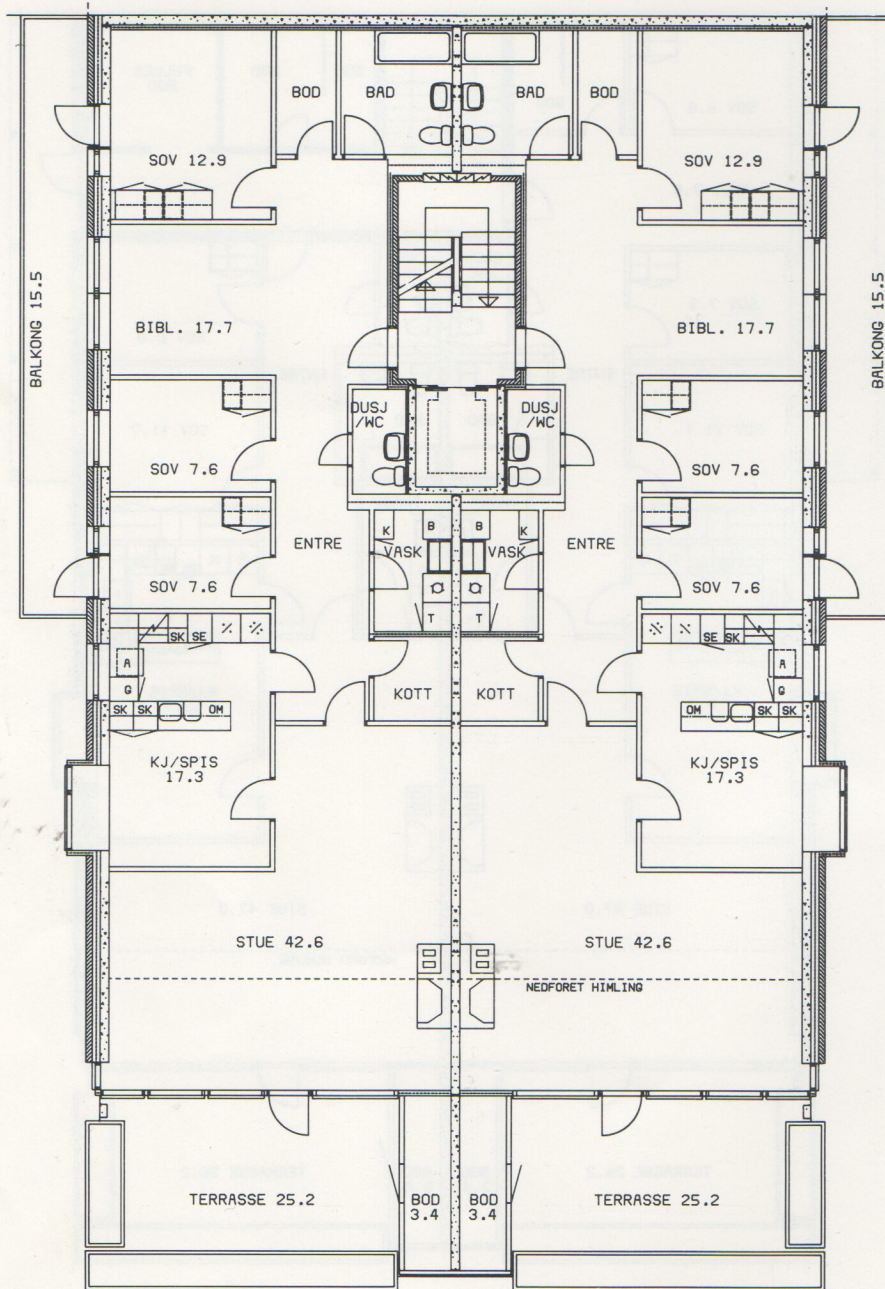 BOD BAD BAD BOD
SOV 12.9 SOV 12.9
BALKONG 15.5 BALKONG 15.5
BIBL. 17.7 BIBL. 17.7
DUSJ DUSJ
/WC /WC
SOV 7.6 SOV 7.6
K B B K
ENTRE VASK VASK ENTRE
SOV 7.6 SOV 7.6
T T
SK SE SE SK
A A
G G
KOTT KOTT
SK SK OM OM SK SK
KJ/SPIS KJ/SPIS
17.3 17.3
STUE 42.6 STUE 42.6
NEDFORET HIMLING
TERRASSE 25.2 BOD BOD TERRASSE 25.2
3.4 3.4